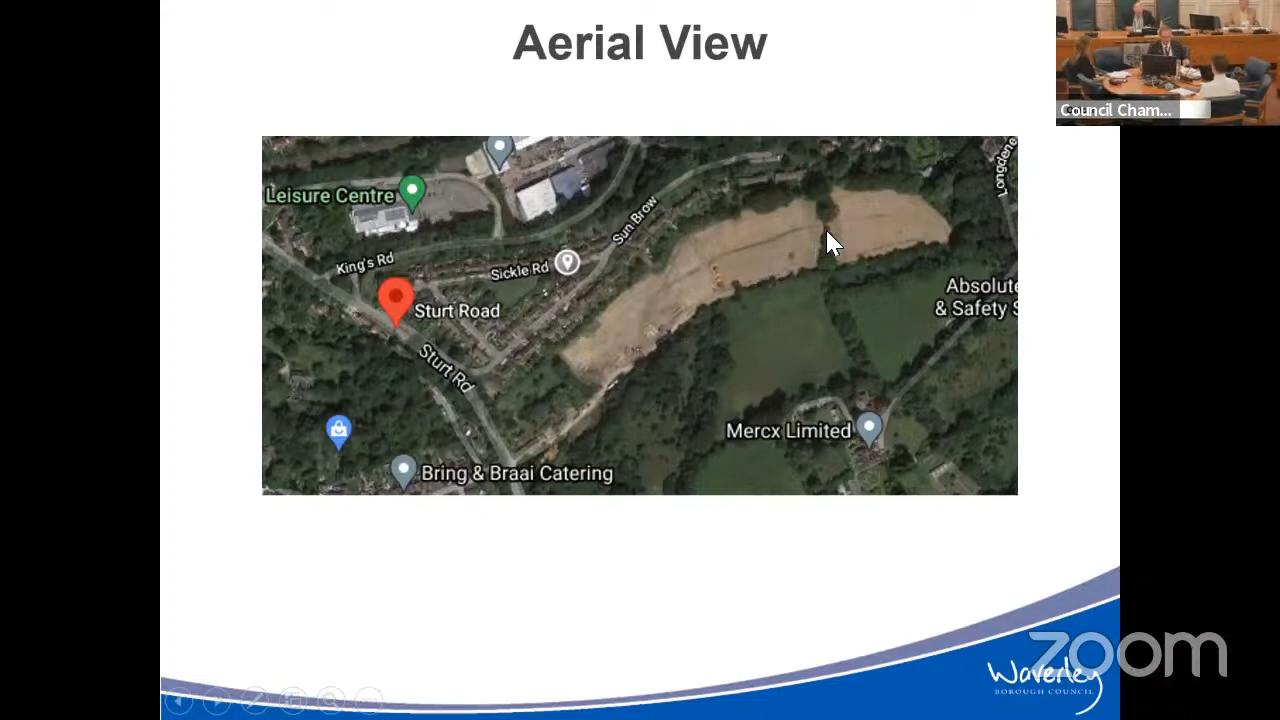 Aerial View
Council Cham...
Leisure Centre
Longdene
Sun Brow
King's Rd
Sickle Rd
Absolute
& Safety S
Sturt Road
Sturt Rd
Mercx Limited
Bring & Braai Catering
zoom
Waverley
BOROUGH COUNCIL